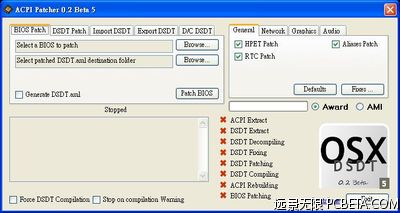 ACPI Patcher 0.2 Beta 5
BIOS Patch DSDT Patch Import DSDT Export DSDT D/C DSDT
General Network Graphics Audio
Select a BIOS to patch
Browse...
Select patched DSDT.aml destination folder
Browse...
Generate DSDT.aml
Patch BIOS
HPET Patch
Aliases Patch
RTC Patch
Defaults
Fixes ...
Stopped
Award
AMI
ACPI Extract
DSDT Extract
DSDT Decompiling
DSDT Fixing
DSDT Patching
DSDT Compiling
ACPI Rebuilding
BIOS Patching
OSX
DSDT
0.2 Beta
5
Force DSDT Compilation
Stop on compilation Warning
远景无限 PCBETA.COM